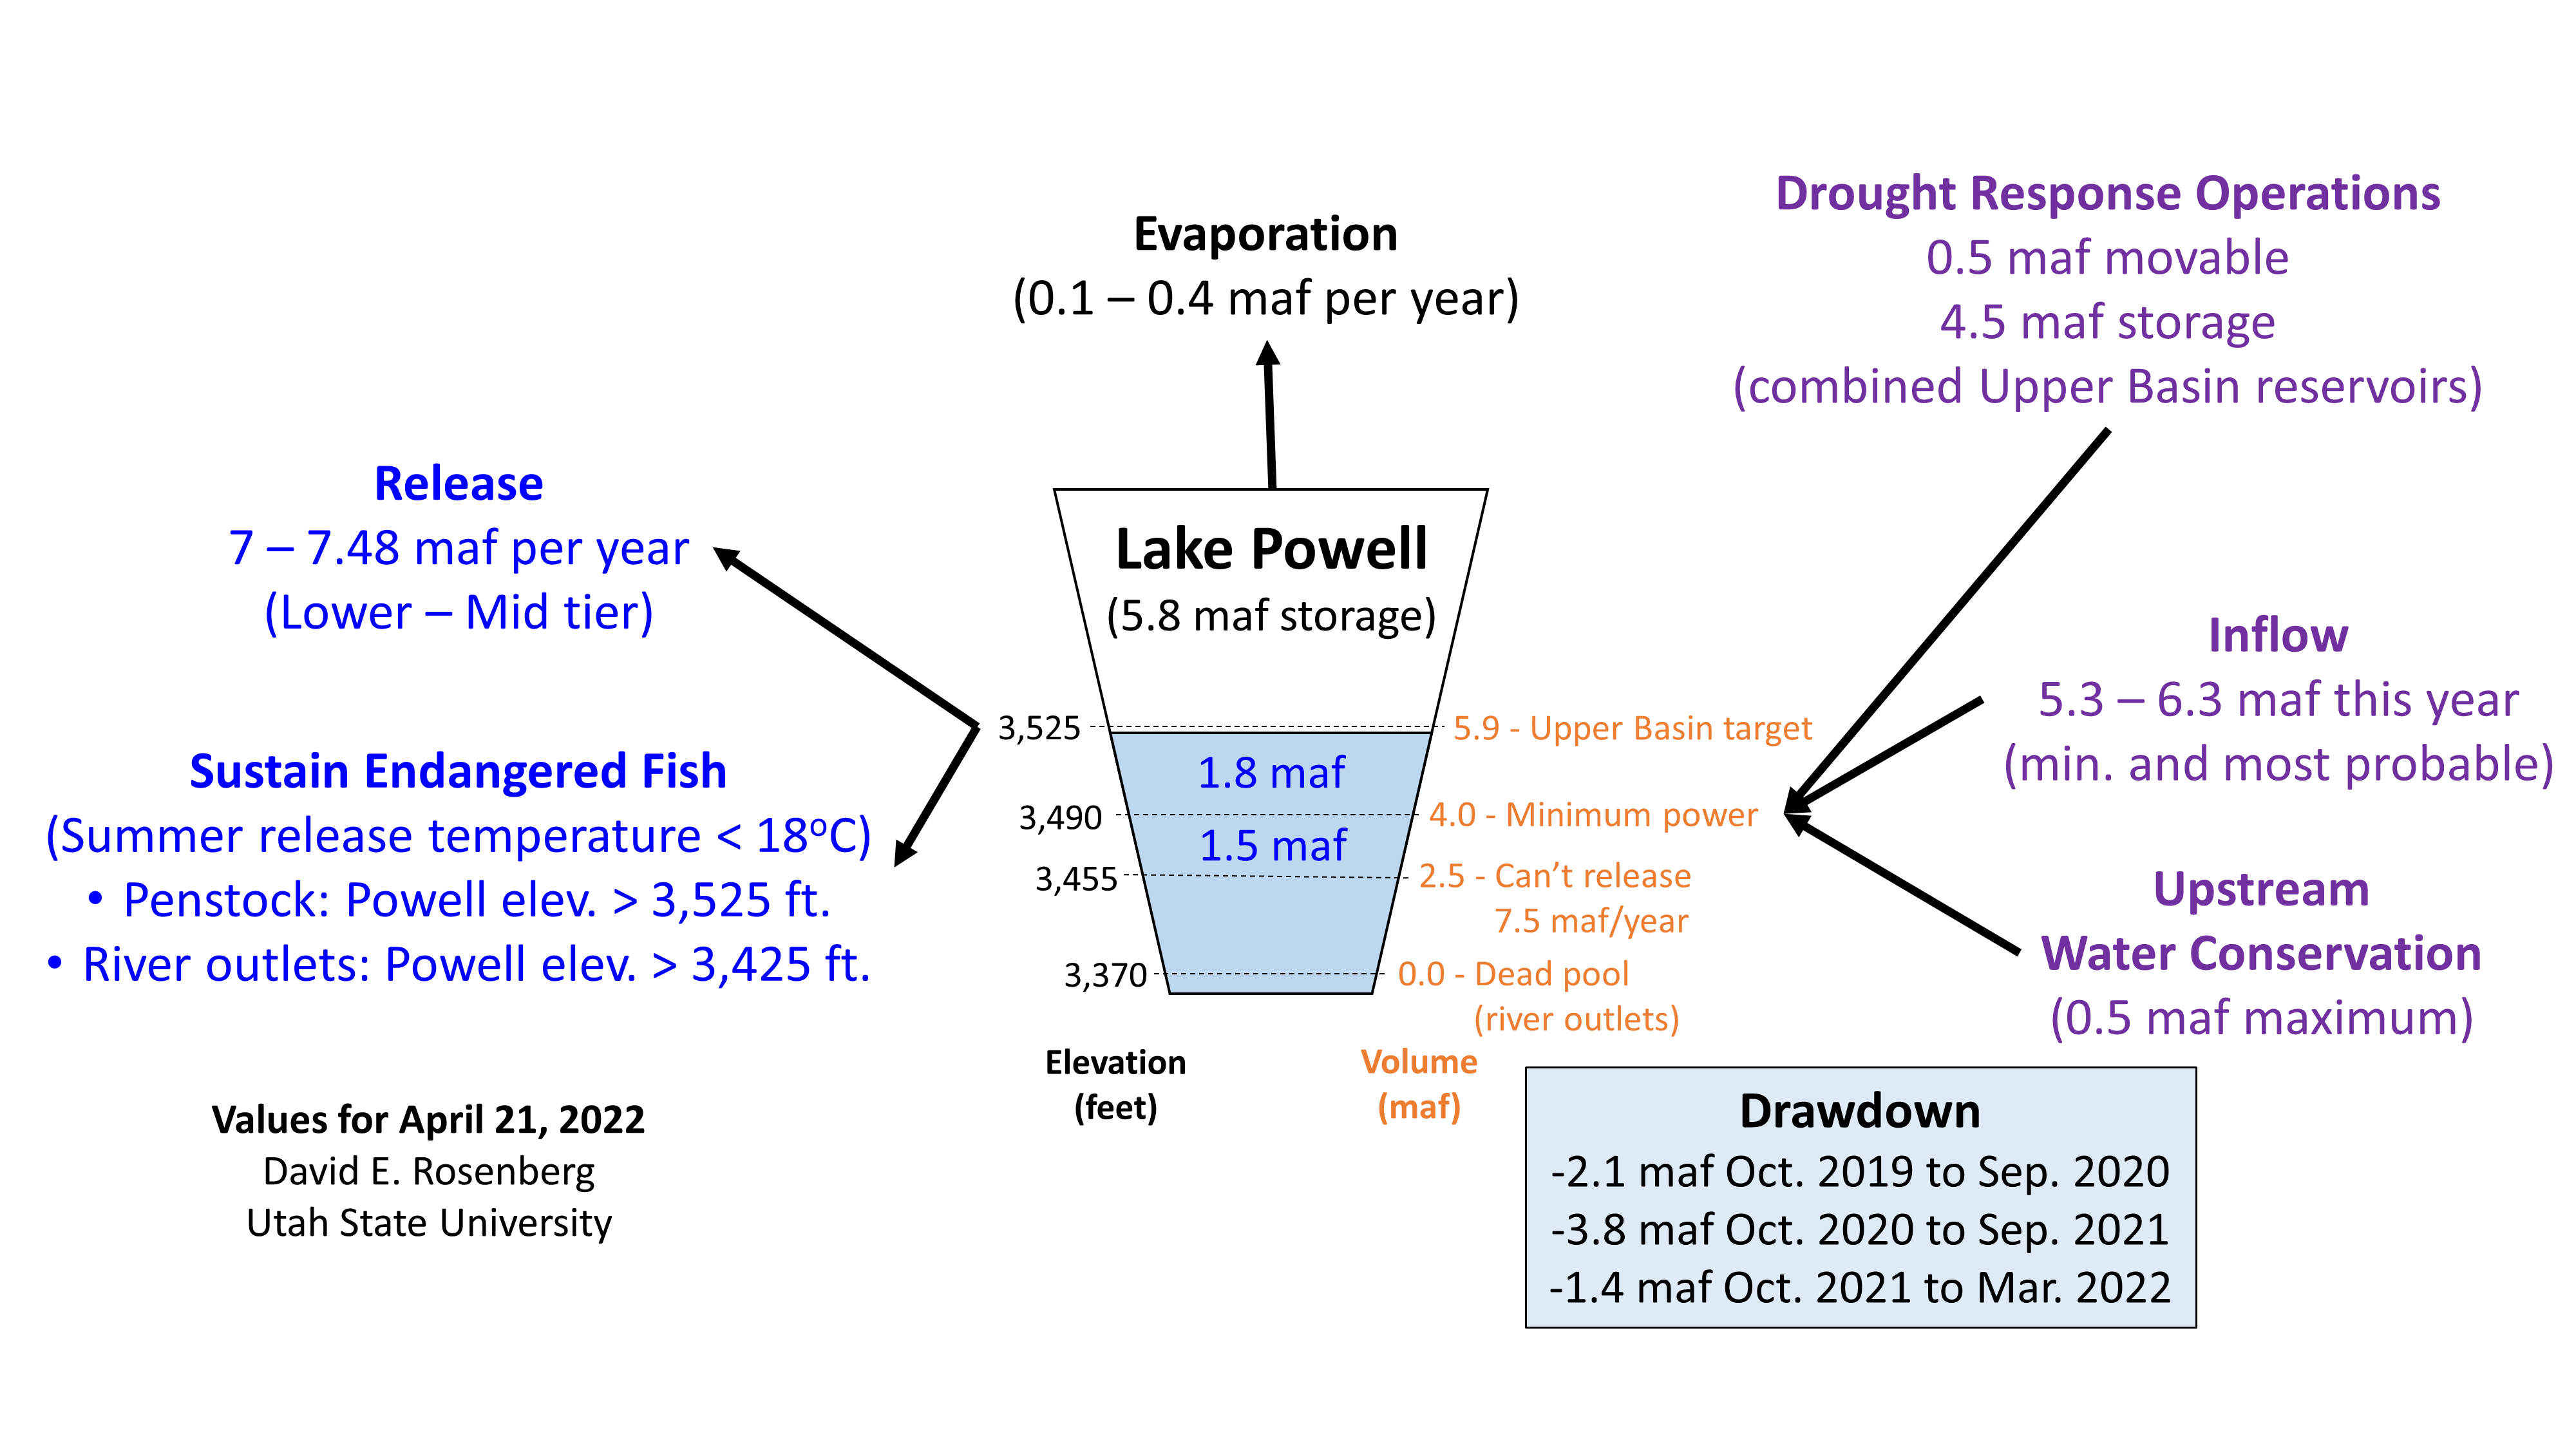 Drought Response Operations
0.5 maf movable
4.5 maf storage
(combined Upper Basin reservoirs)
Evaporation
(0.1 – 0.4 maf per year)
Release
7 – 7.48 maf per year
(Lower – Mid tier)
Lake Powell
(5.8 maf storage)
Inflow
5.3 – 6.3 maf this year
(min. and most probable)
Sustain Endangered Fish
(Summer release temperature < 18ºC)
• Penstock: Powell elev. > 3,525 ft.
• River outlets: Powell elev. > 3,425 ft.
3,525
5.9 - Upper Basin target
1.8 maf
3,490
4.0 - Minimum power
1.5 maf
3,455
2.5 - Can’t release
7.5 maf/year
3,370
0.0 - Dead pool
(river outlets)
Elevation
(feet)
Volume
(maf)
Upstream
Water Conservation
(0.5 maf maximum)
Values for April 21, 2022
David E. Rosenberg
Utah State University
Drawdown
-2.1 maf Oct. 2019 to Sep. 2020
-3.8 maf Oct. 2020 to Sep. 2021
-1.4 maf Oct. 2021 to Mar. 2022